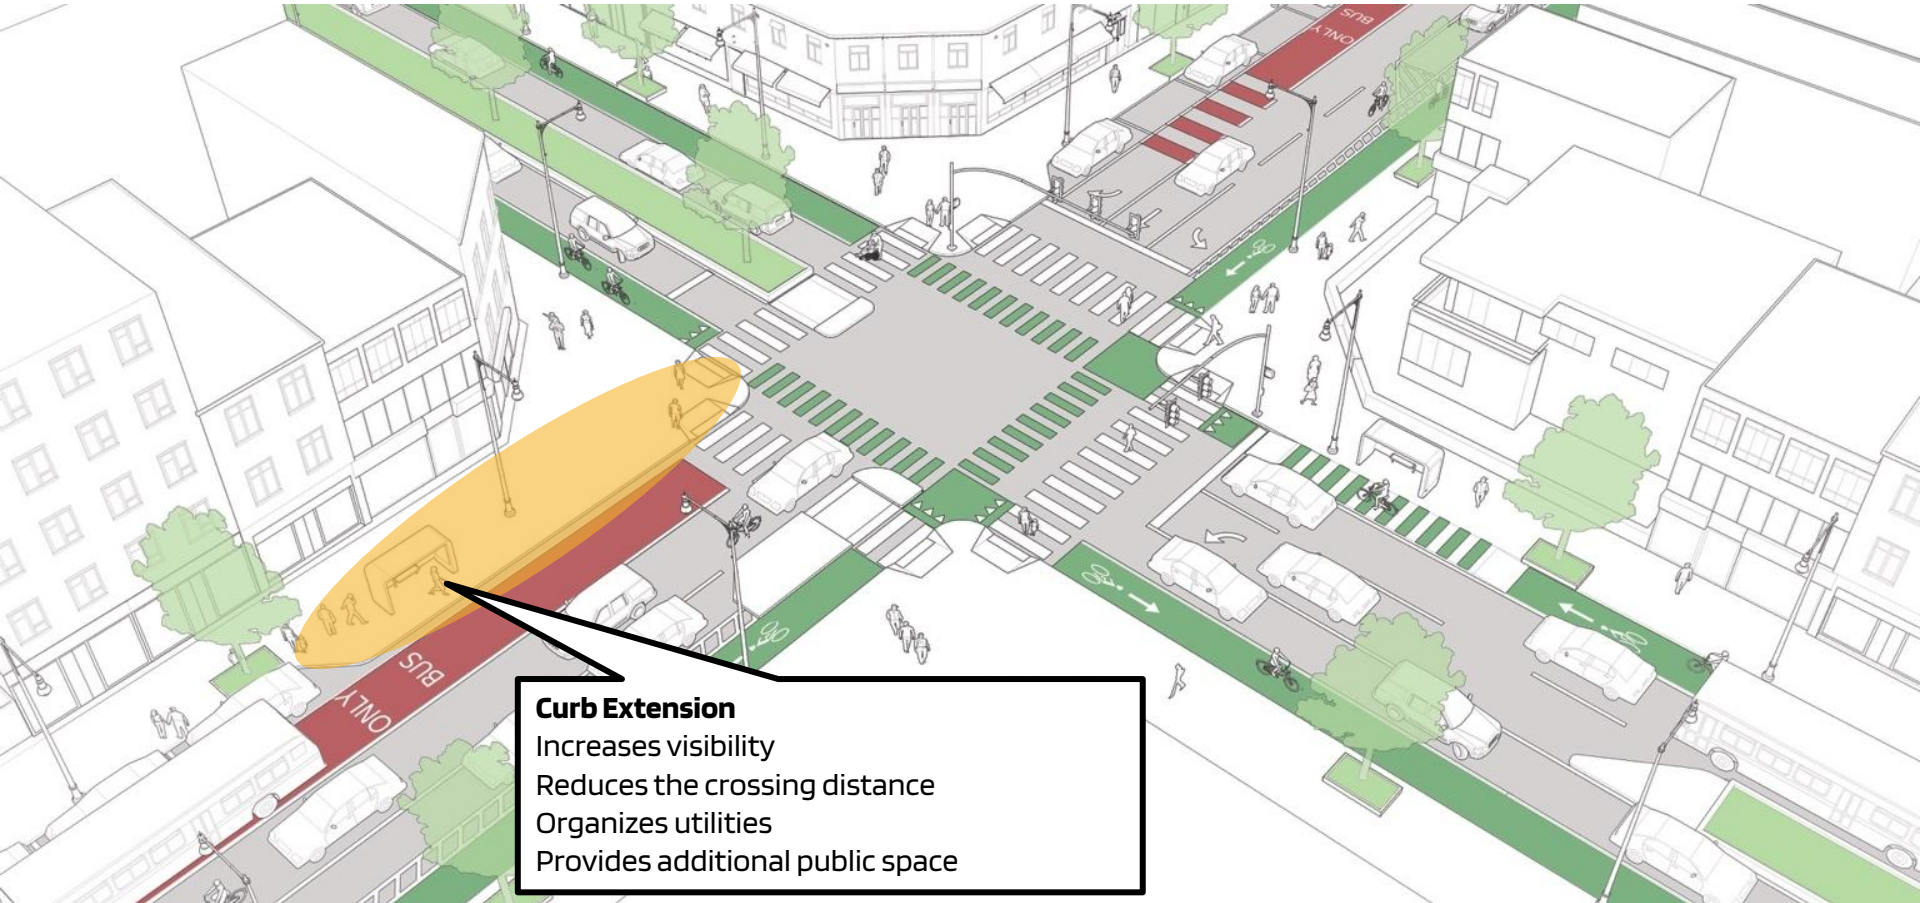 BUS
ONLY
BUS
ONLY
Curb Extension
Increases visibility
Reduces the crossing distance
Organizes utilities
Provides additional public space